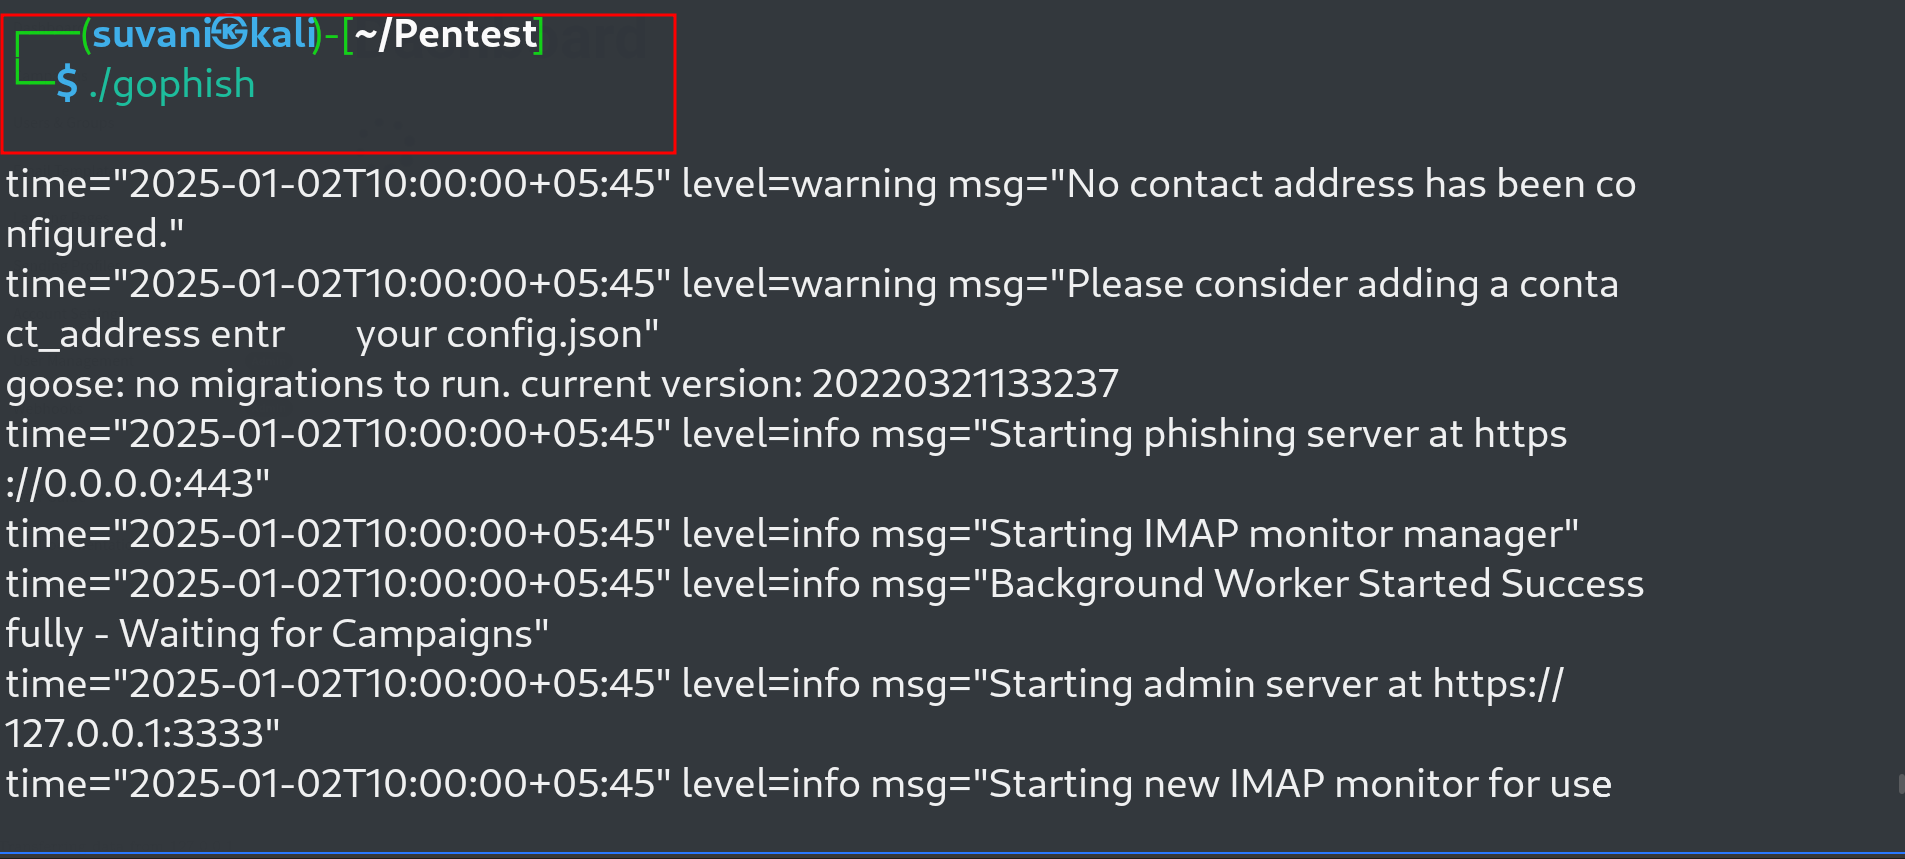 (suvani㉿kali)-[~/Pentest]
$ ./gophish
time="2025-01-02T10:00:00+05:45" level=warning msg="No contact address has been co
nfigured."
time="2025-01-02T10:00:00+05:45" level=warning msg="Please consider adding a conta
ct_address entr your config.json"
goose: no migrations to run. current version: 20220321133237
time="2025-01-02T10:00:00+05:45" level=info msg="Starting phishing server at https
://0.0.0.0:443"
time="2025-01-02T10:00:00+05:45" level=info msg="Starting IMAP monitor manager"
time="2025-01-02T10:00:00+05:45" level=info msg="Background Worker Started Success
fully - Waiting for Campaigns"
time="2025-01-02T10:00:00+05:45" level=info msg="Starting admin server at https://
127.0.0.1:3333"
time="2025-01-02T10:00:00+05:45" level=info msg="Starting new IMAP monitor for use